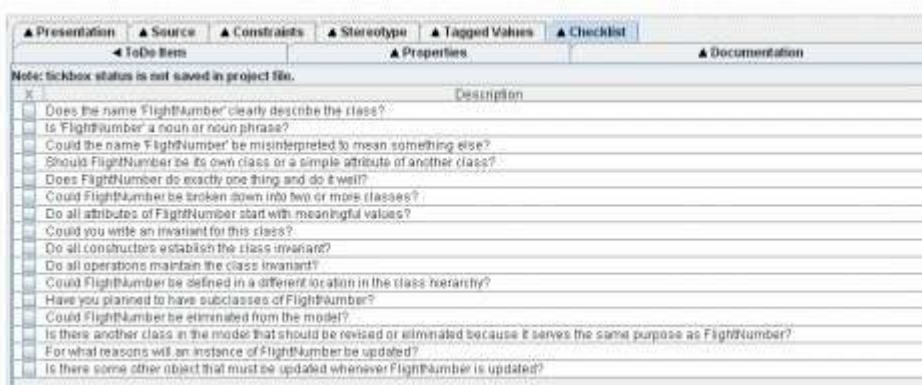 ▲ Presentation ▲ Source ▲ Constraints ▲ Stereotype ▲ Tagged Values ▲ Checklist
◄ ToDo Item ▲ Properties ▲ Documentation
Note: tickbox status is not saved in project file.
X Description
Does the name 'FlightNumber' clearly describe the class?
Is 'FlightNumber' a noun or noun phrase?
Could the name 'FlightNumber' be misinterpreted to mean something else?
Should FlightNumber be its own class or a simple attribute of another class?
Does FlightNumber do exactly one thing and do it well?
Could FlightNumber be broken down into two or more classes?
Do all attributes of FlightNumber start with meaningful values?
Could you write an invariant for this class?
Do all constructors establish the class invariant?
Do all operations maintain the class invariant?
Could FlightNumber be defined in a different location in the class hierarchy?
Have you planned to have subclasses of FlightNumber?
Could FlightNumber be eliminated from the model?
Is there another class in the model that should be revised or eliminated because it serves the same purpose as FlightNumber?
For what reasons will an instance of FlightNumber be updated?
Is there some other object that must be updated whenever FlightNumber is updated?